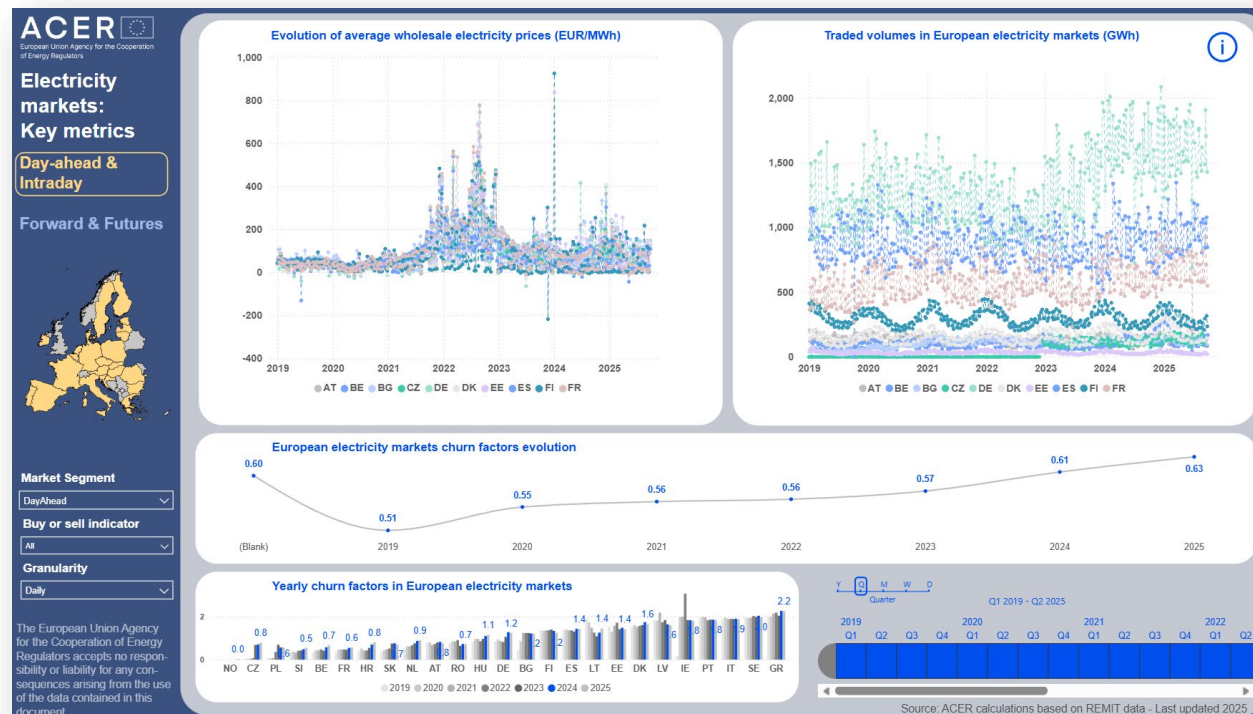 ACER
European Union Agency for the Cooperation
of Energy Regulators
Electricity
markets:
Key metrics
Day-ahead &
Intraday
Forward & Futures
Market Segment
DayAhead
Buy or sell indicator
All
Granularity
Daily
The European Union Agency
for the Cooperation of Energy
Regulators accepts no respon-
sibility or liability for any con-
sequences arising from the use
of the data contained in this
document
Evolution of average wholesale electricity prices (EUR/MWh)
1,000
800
600
400
200
0
-200
-400
2019 2020 2021 2022 2023 2024 2025
AT BE BG CZ DE DK EE ES FI FR
Traded volumes in European electricity markets (GWh)
i
2,000
1,500
1,000
500
0
2019 2020 2021 2022 2023 2024 2025
AT BE BG CZ DE DK EE ES FI FR
European electricity markets churn factors evolution
0.60 0.51 0.55 0.56 0.56 0.57 0.61 0.63
(Blank) 2019 2020 2021 2022 2023 2024 2025
Yearly churn factors in European electricity markets
2
0
0.0 0.8 0.5 0.7 0.6 0.8 0.9 0.7 1.1 1.2 1.4 1.4 1.4 1.6 2.2
NO CZ PL SI BE FR HR SK NL AT RO HU DE BG FI ES LT EE DK LV IE PT IT SE GR
2019 2020 2021 2022 2023 2024 2025
Y Q M W D
Quarter
Q1 2019 - Q2 2025
2019 2020 2021 2022
Q1 Q2 Q3 Q4 Q1 Q2 Q3 Q4 Q1 Q2 Q3 Q4 Q1 Q2
Source: ACER calculations based on REMIT data - Last updated 2025